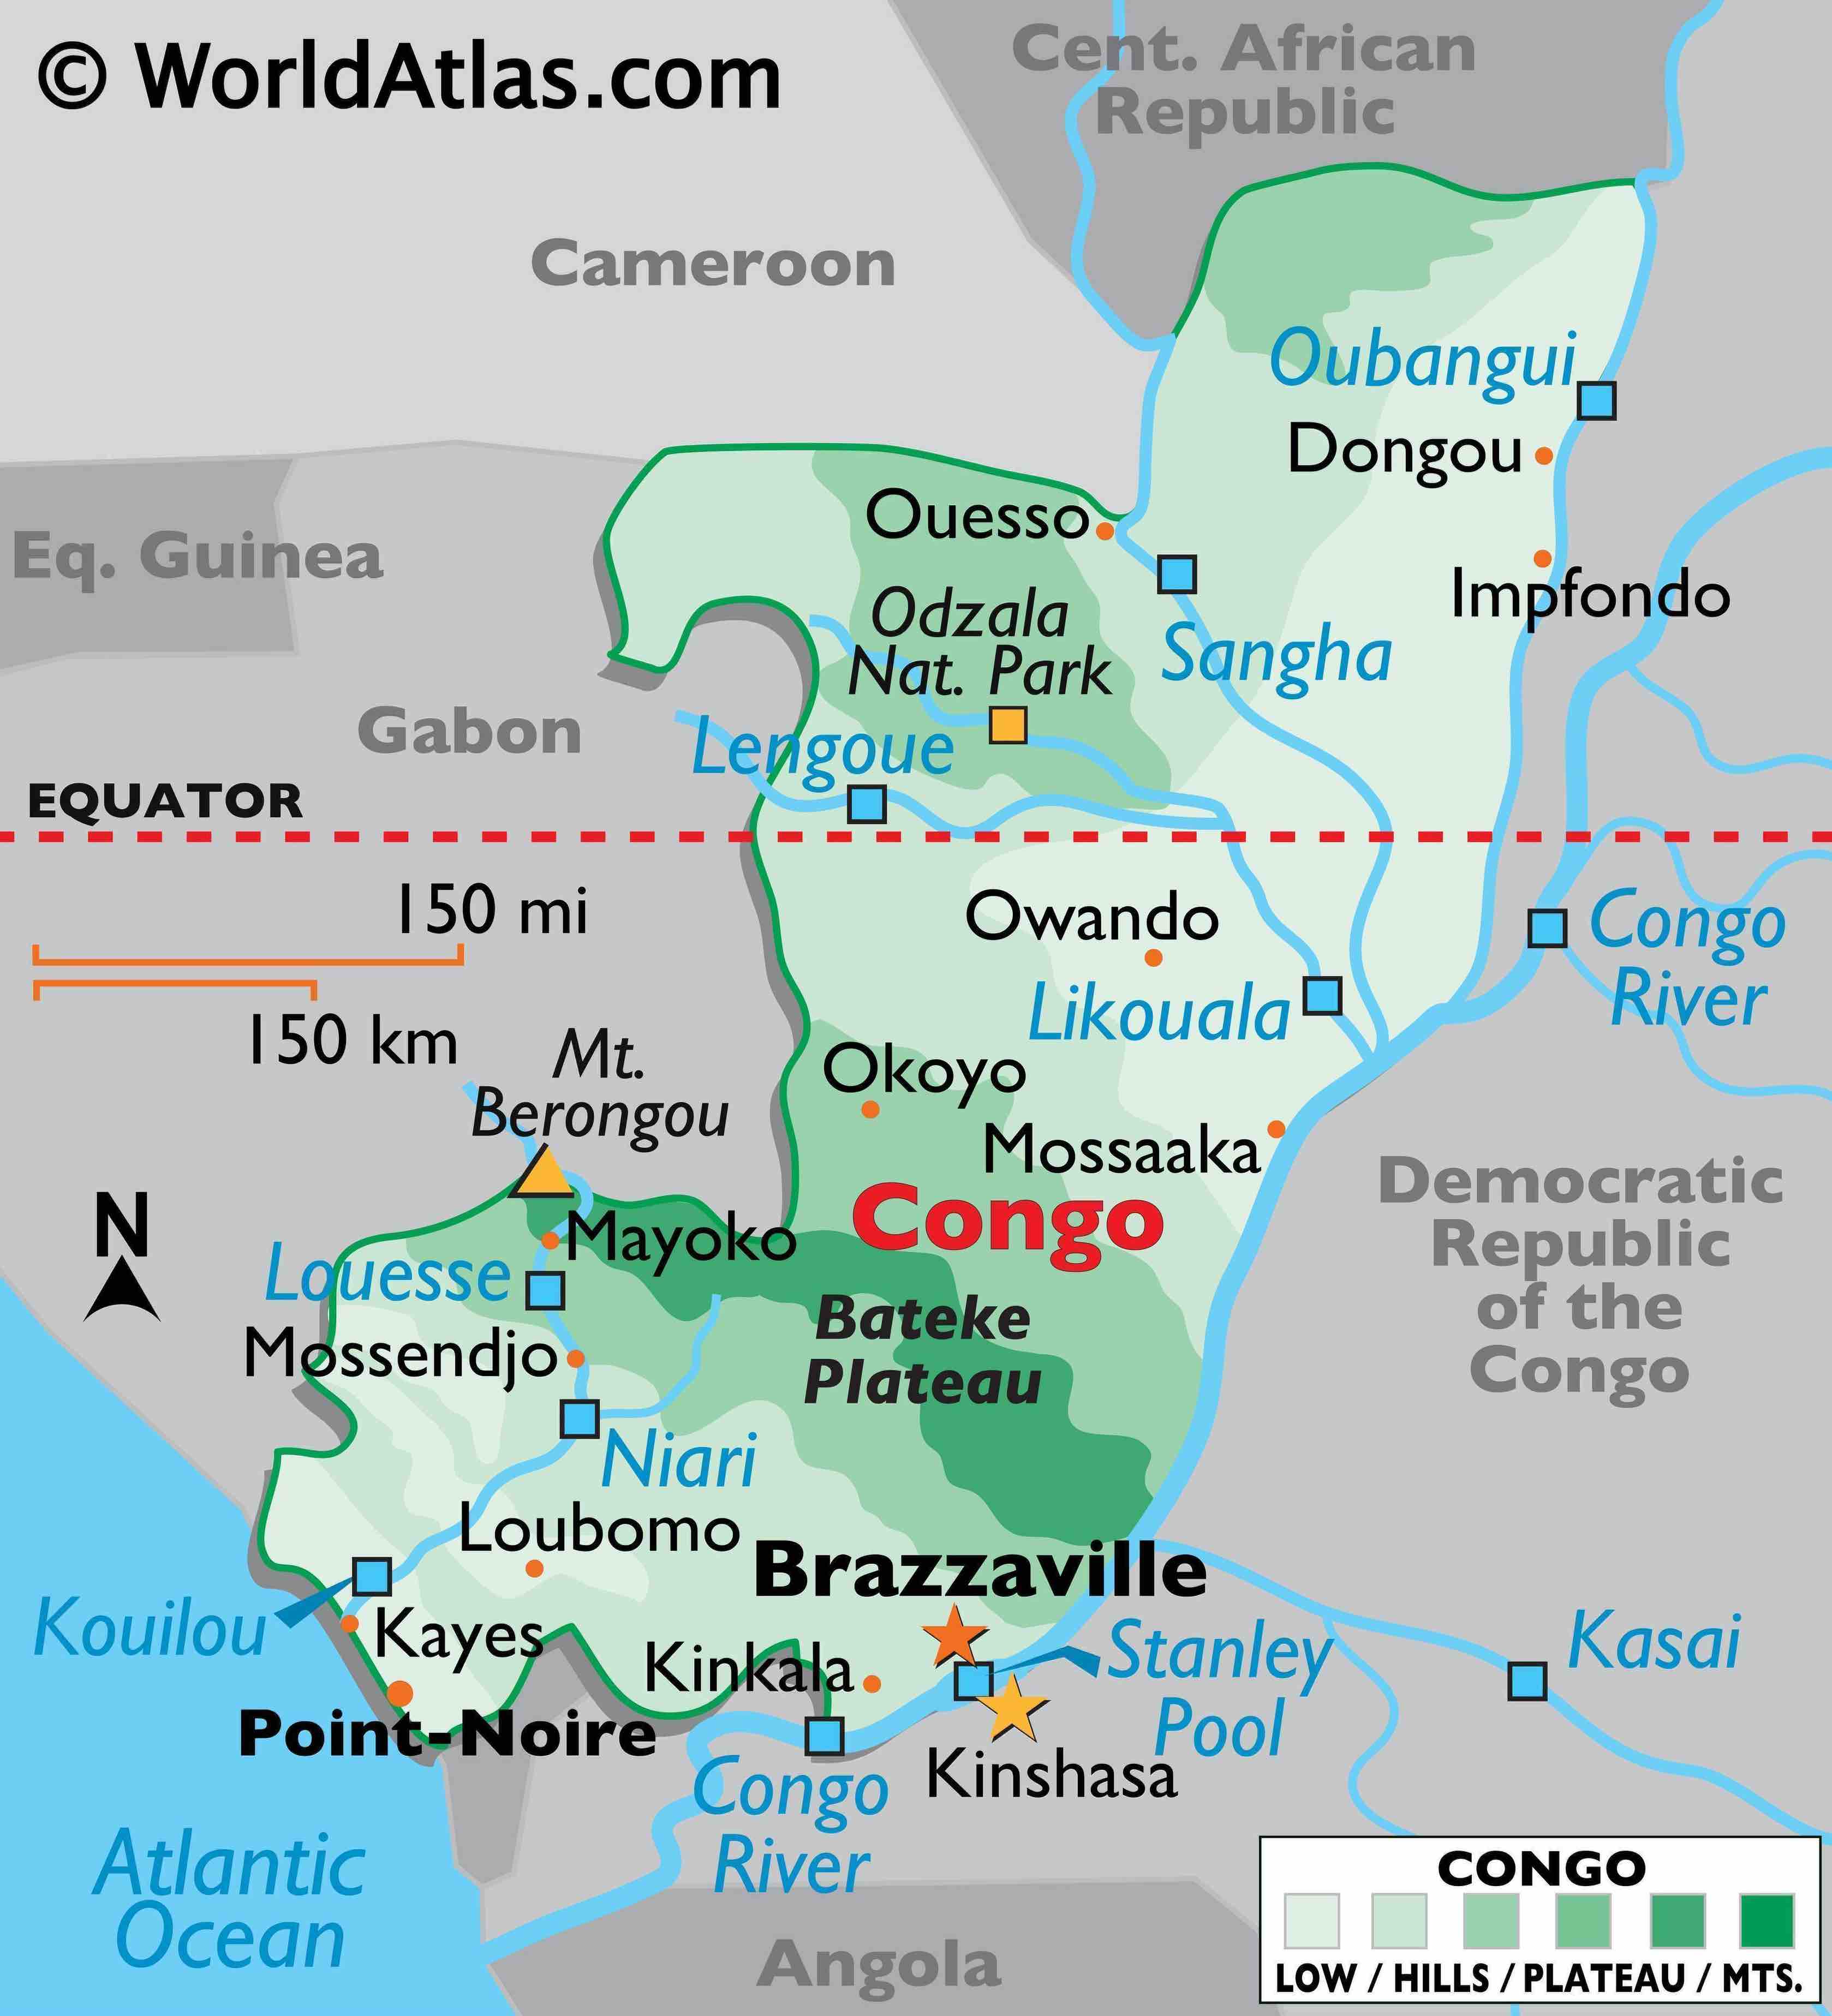 © WorldAtlas.com
Cent. African
Republic
Cameroon
Oubangui
Dongou
Ouesso
Eq. Guinea
Impfondo
Odzala
Nat. Park
Sangha
Gabon
Lengoue
EQUATOR
150 mi
Owando
Congo
River
Likouala
150 km
Mt.
Berongou
Okoyo
Mossaaka
Democratic
Republic
of the
Congo
Congo
N
Mayoko
Louesse
Bateke
Plateau
Mossendjo
Niari
Loubomo
Brazzaville
Kouilou
Kayes
Kinkala
Stanley
Pool
Kasai
Point-Noire
Kinshasa
Congo
River
Atlantic
Ocean
Angola
CONGO
LOW / HILLS / PLATEAU / MTS.